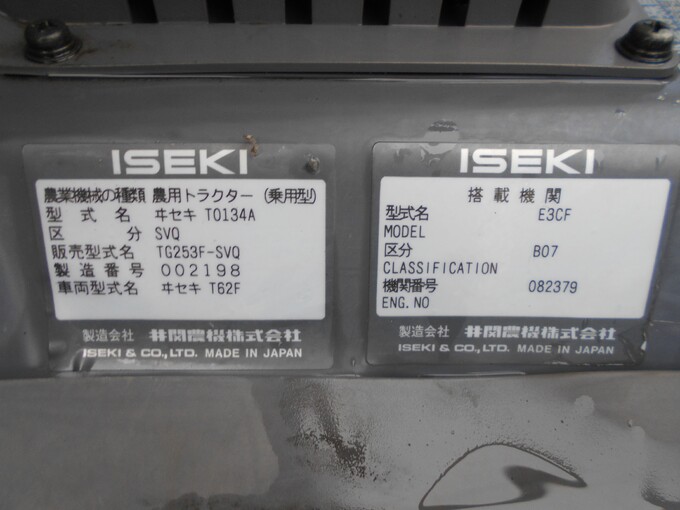 ISEKI
農業機械の種類 農用トラクター (乗用型)
型式名 ヰセキ T0134A
区分 SVQ
販売型式名 TG253F-SVQ
製造番号 002198
車両型式名 ヰセキ T62F
製造会社 井関農機株式会社
ISEKI & CO., LTD. MADE IN JAPAN
ISEKI
搭載機関
型式名 E3CF
MODEL
区分 B07
CLASSIFICATION
機関番号 082379
ENG.NO
製造会社 井関農機株式会社
ISEKI & CO., LTD. MADE IN JAPAN